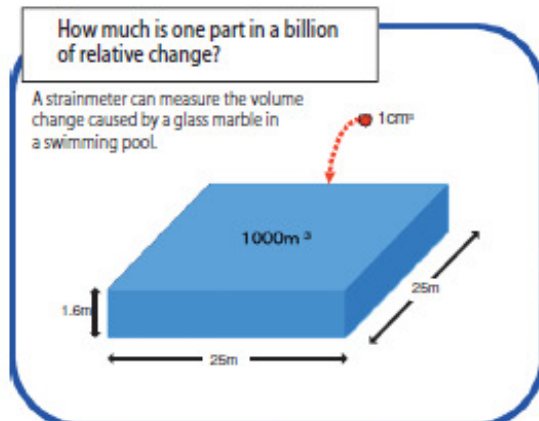 How much is one part in a billion
of relative change?
A strainmeter can measure the volume
change caused by a glass marble in
a swimming pool.
1cm³
1000m ³
1.6m
25m
25m